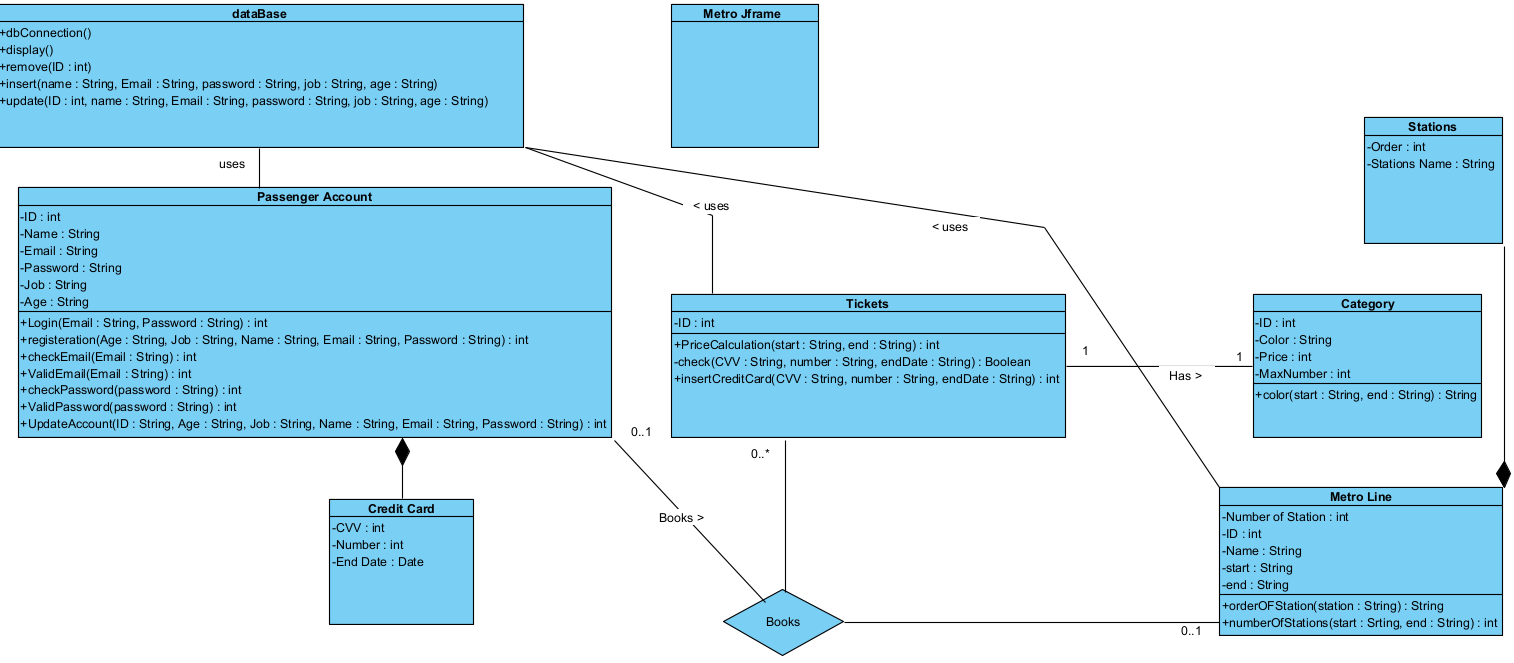 dataBase
+dbConnection()
+display()
+remove(ID : int)
+insert(name : String, Email : String, password : String, job : String, age : String)
+update(ID : int, name : String, Email : String, password : String, job : String, age : String)
Metro Jframe
Stations
-Order : int
-Stations Name : String
uses
< uses
< uses
Passenger Account
-ID : int
-Name : String
-Email : String
-Password : String
-Job : String
-Age : String
+Login(Email : String, Password : String) : int
+registeration(Age : String, Job : String, Name : String, Email : String, Password : String) : int
+checkEmail(Email : String) : int
+ValidEmail(Email : String) : int
+checkPassword(password : String) : int
+ValidPassword(password : String) : int
+UpdateAccount(ID : String, Age : String, Job : String, Name : String, Email : String, Password : String) : int
Tickets
-ID : int
+PriceCalculation(start : String, end : String) : int
-check(CVV : String, number : String, endDate : String) : Boolean
+insertCreditCard(CVV : String, number : String, endDate : String) : int
1
Has >
1
Category
-ID : int
-Color : String
-Price : int
-MaxNumber : int
+color(start : String, end : String) : String
0..1
0..*
Credit Card
-CVV : int
-Number : int
-End Date : Date
Books >
Books
0..1
Metro Line
-Number of Station : int
-ID : int
-Name : String
-start : String
-end : String
+orderOFStation(station : String) : String
+numberOfStations(start : Srting, end : String) : int